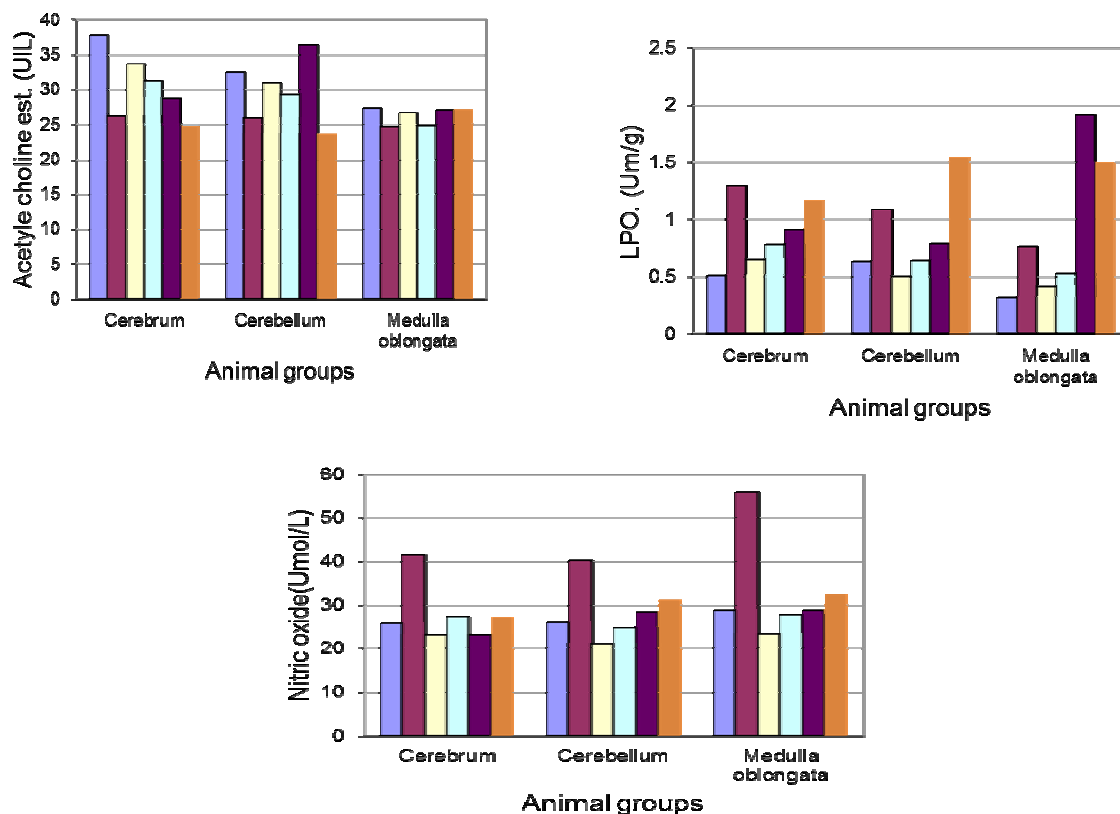 Acetyle choline est. (U\L)
40
35
30
25
20
15
10
5
0
Cerebrum Cerebellum Medulla
oblongata
Animal groups
LPO. (Um/g)
2.5
2
1.5
1
0.5
0
Cerebrum Cerebellum Medulla
oblongata
Animal groups
Nitric oxide(Umol/L)
60
50
40
30
20
10
0
Cerebrum Cerebellum Medulla
oblongata
Animal groups